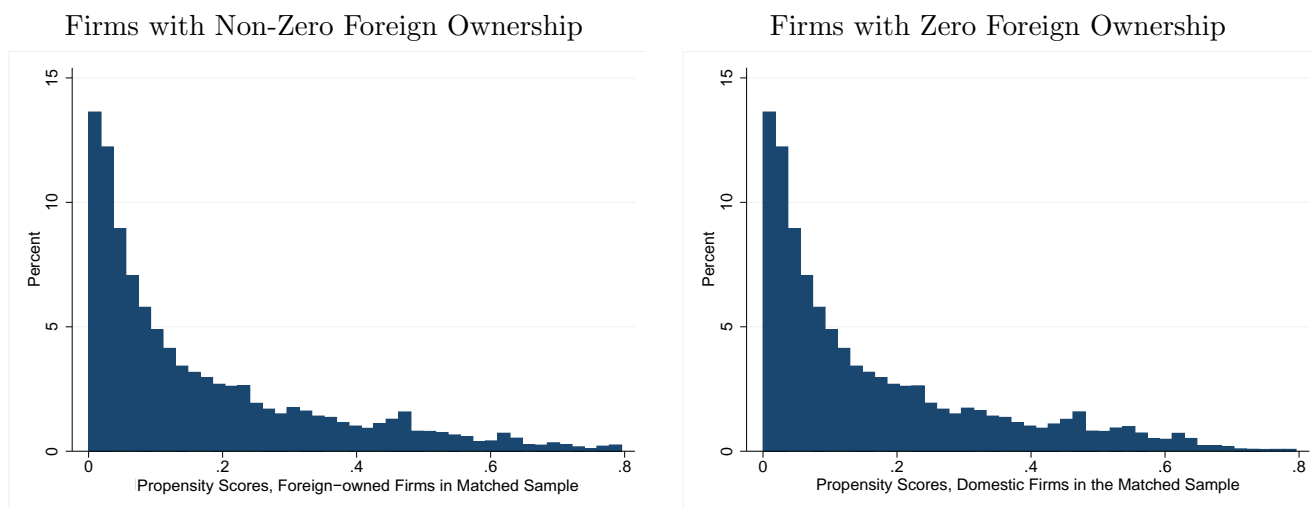 Firms with Non-Zero Foreign Ownership
Firms with Zero Foreign Ownership
15
10
5
0
Percent
0 .2 .4 .6 .8
Propensity Scores, Foreign−owned Firms in Matched Sample
15
10
5
0
Percent
0 .2 .4 .6 .8
Propensity Scores, Domestic Firms in the Matched Sample